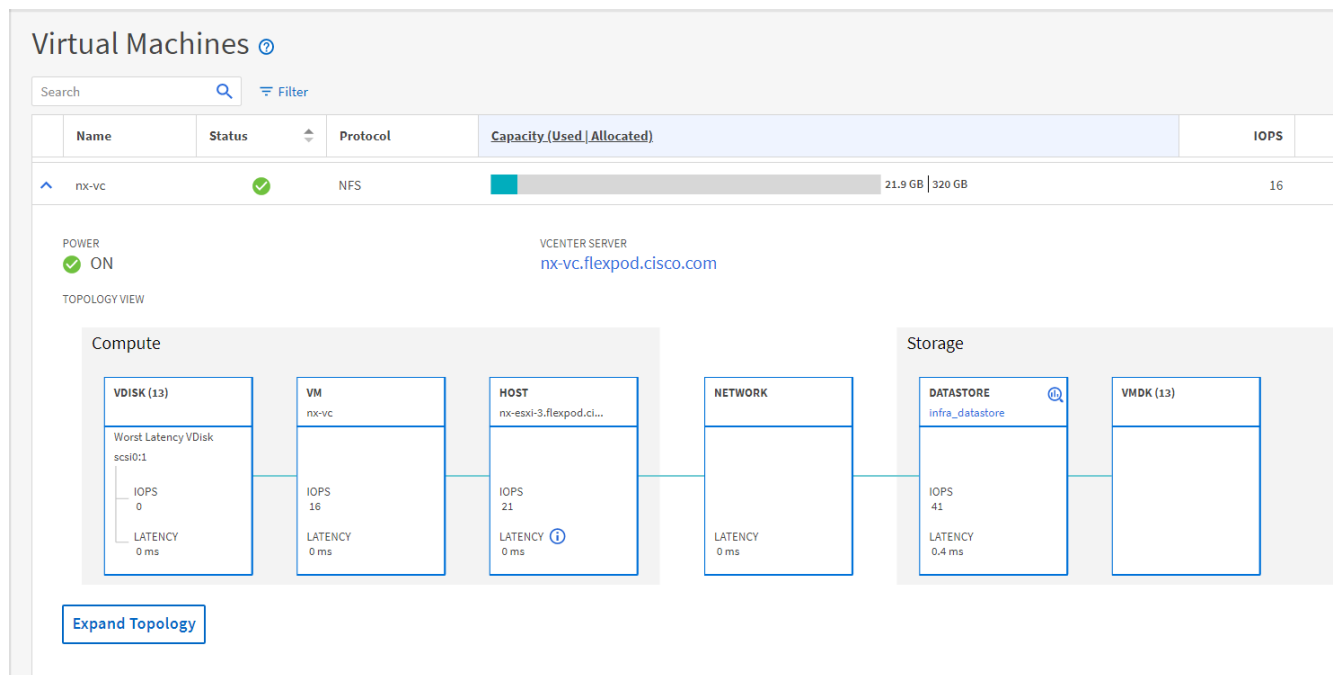 Virtual Machines
Search
Filter
Name Status Protocol Capacity (Used | Allocated) IOPS
nx-vc NFS 21.9 GB | 320 GB 16
POWER VCENTER SERVER
ON nx-vc.flexpod.cisco.com
TOPOLOGY VIEW
Compute
VDISK (13)
Worst Latency VDisk
scsi0:1
IOPS
0
LATENCY
0 ms
VM
nx-vc
IOPS
16
LATENCY
0 ms
HOST
nx-esxi-3.flexpod.ci...
IOPS
21
LATENCY
0 ms
NETWORK
LATENCY
0 ms
Storage
DATASTORE
infra_datastore
IOPS
41
LATENCY
0.4 ms
VMDK (13)
Expand Topology